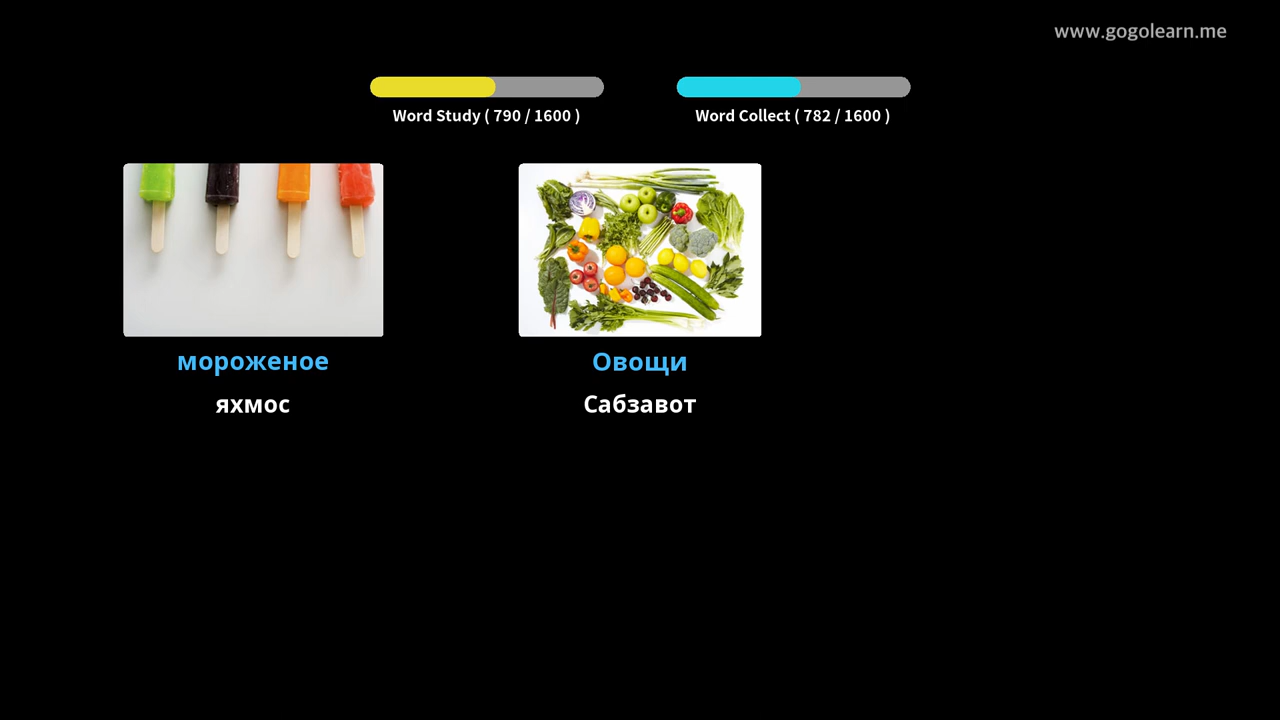 www.gogolearn.me
Word Study ( 790 / 1600 )
Word Collect ( 782 / 1600 )
мороженое
яхмос
Овощи
Сабзавот